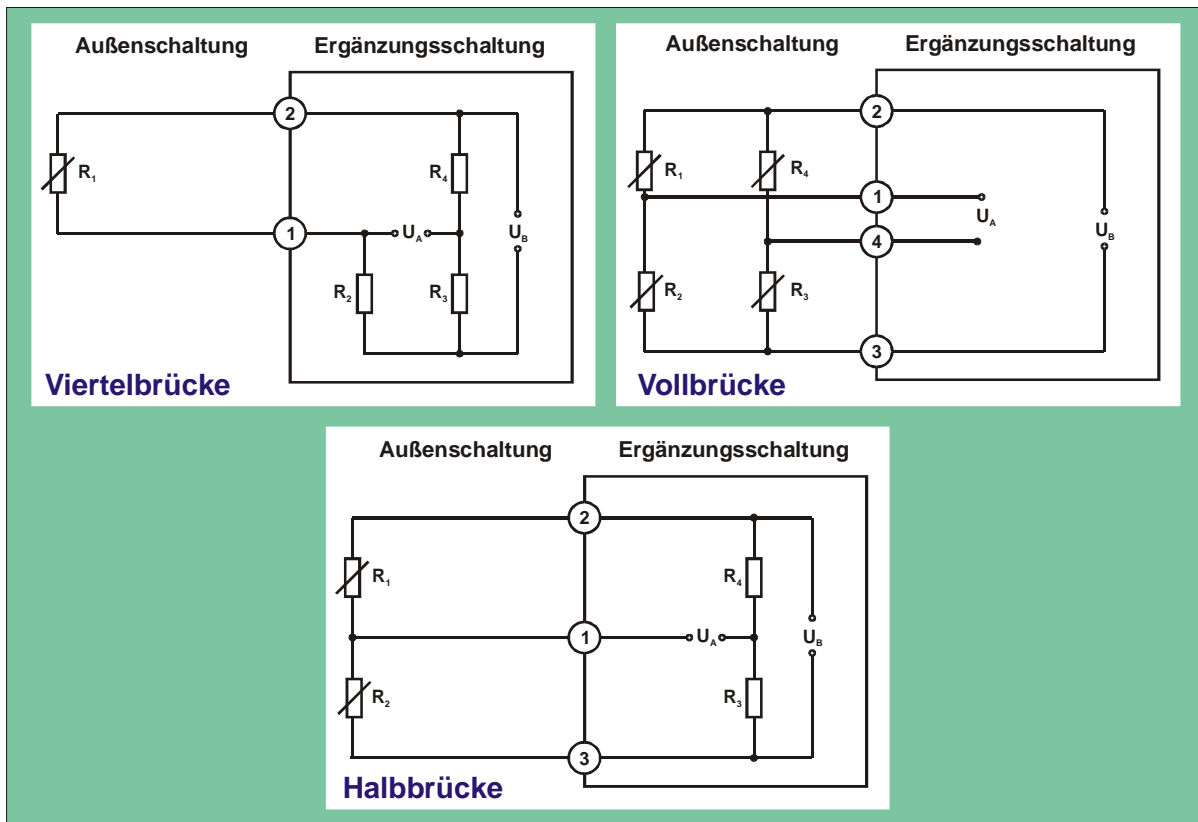 Außenschaltung Ergänzungsschaltung
2
R1
R4
1
UA
UB
R2
R3
Viertelbrücke
Außenschaltung Ergänzungsschaltung
2
R1
R4
1
UA
4
UB
R2
R3
3
Vollbrücke
Außenschaltung Ergänzungsschaltung
2
R1
R4
1
UA
UB
R2
R3
3
Halbbrücke